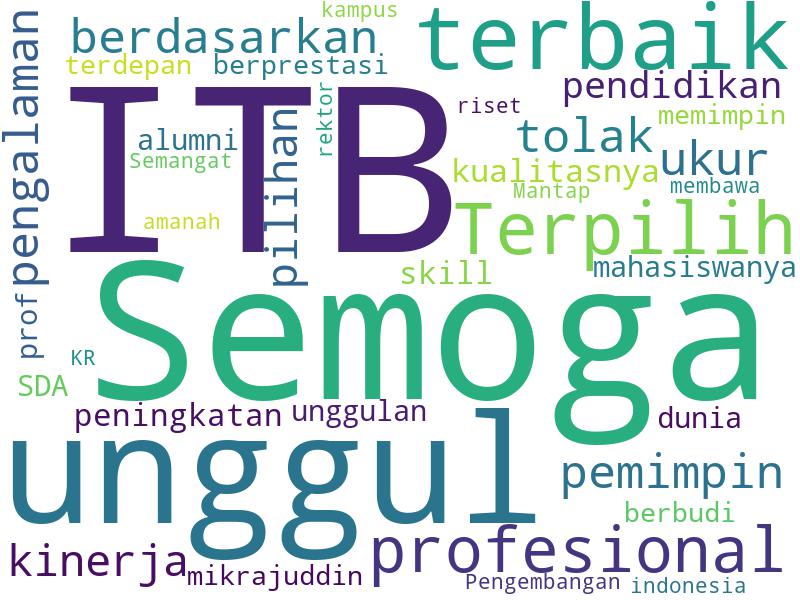 kampus
berdasarkan
terbaik
terdepan
berprestasi
pengalaman
ITB
pendidikan
riset
memimpin
rektor
pilihan
alumni
Semangat
tolak
ukur
kualitasnya
Mantap
membawa
amanah
Terpilih
skill
mahasiswanya
prof
Semoga
KR
SDA
peningkatan
unggulan
dunia
unggul
pemimpin
berbudi
kinerja
mikrajuddin
profesional
Pengembangan
indonesia